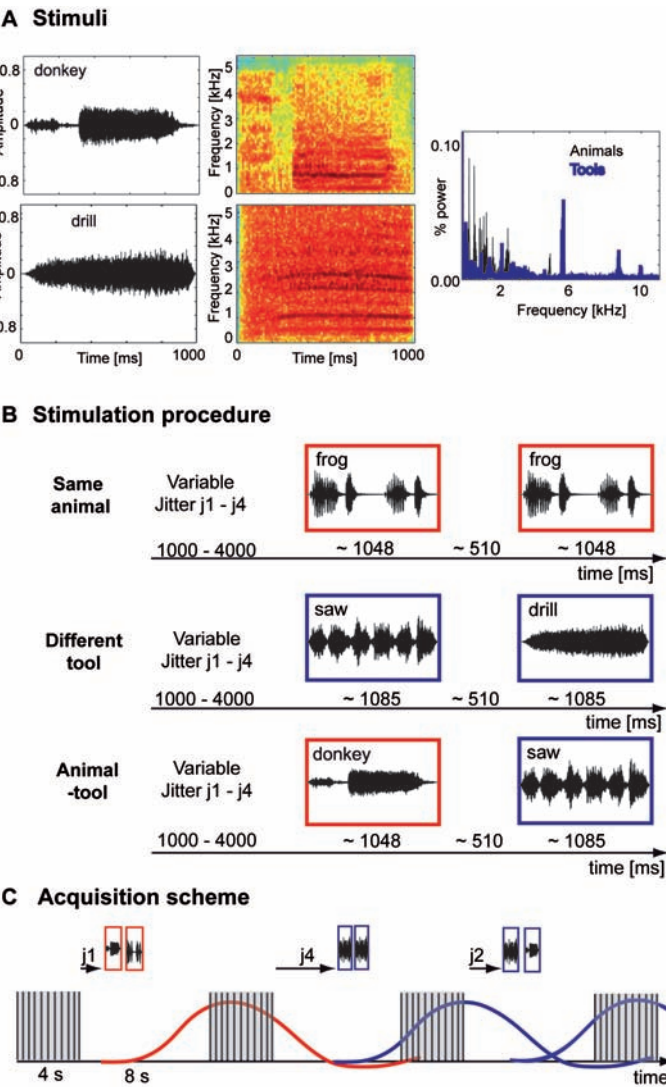 A Stimuli
0.8
donkey
0
0.8
Frequency [kHz]
5
4
3
2
1
0
0.8
drill
0
0.8
0
Time [ms]
1000
Frequency [kHz]
5
4
3
2
1
0
0
Time [ms]
1000
0.10
Animals
Tools
% power
0.00
2 6 10
Frequency [kHz]
B Stimulation procedure
Same
animal
Variable
Jitter j1 - j4
frog
frog
1000 - 4000 ~ 1048 ~ 510 ~ 1048
time [ms]
Different
tool
Variable
Jitter j1 - j4
saw
drill
1000 - 4000 ~ 1085 ~ 510 ~ 1085
time [ms]
Animal
-tool
Variable
Jitter j1 - j4
donkey
saw
1000 - 4000 ~ 1048 ~ 510 ~ 1085
time [ms]
C Acquisition scheme
j1 j4 j2
4 s 8 s time